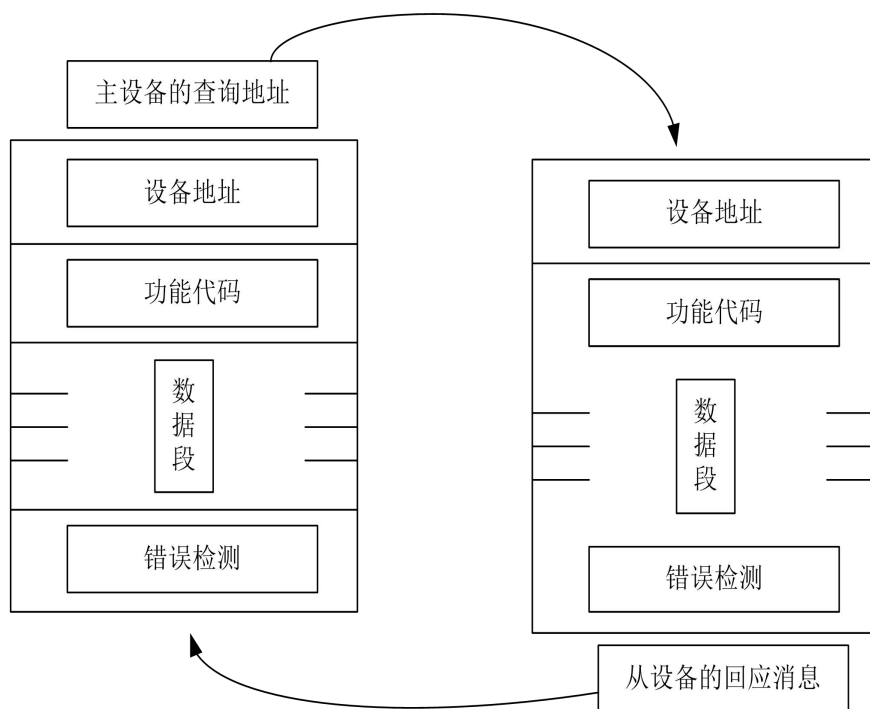 主设备的查询地址
设备地址
功能代码
数
据
段
错误检测
设备地址
功能代码
数
据
段
错误检测
从设备的回应消息